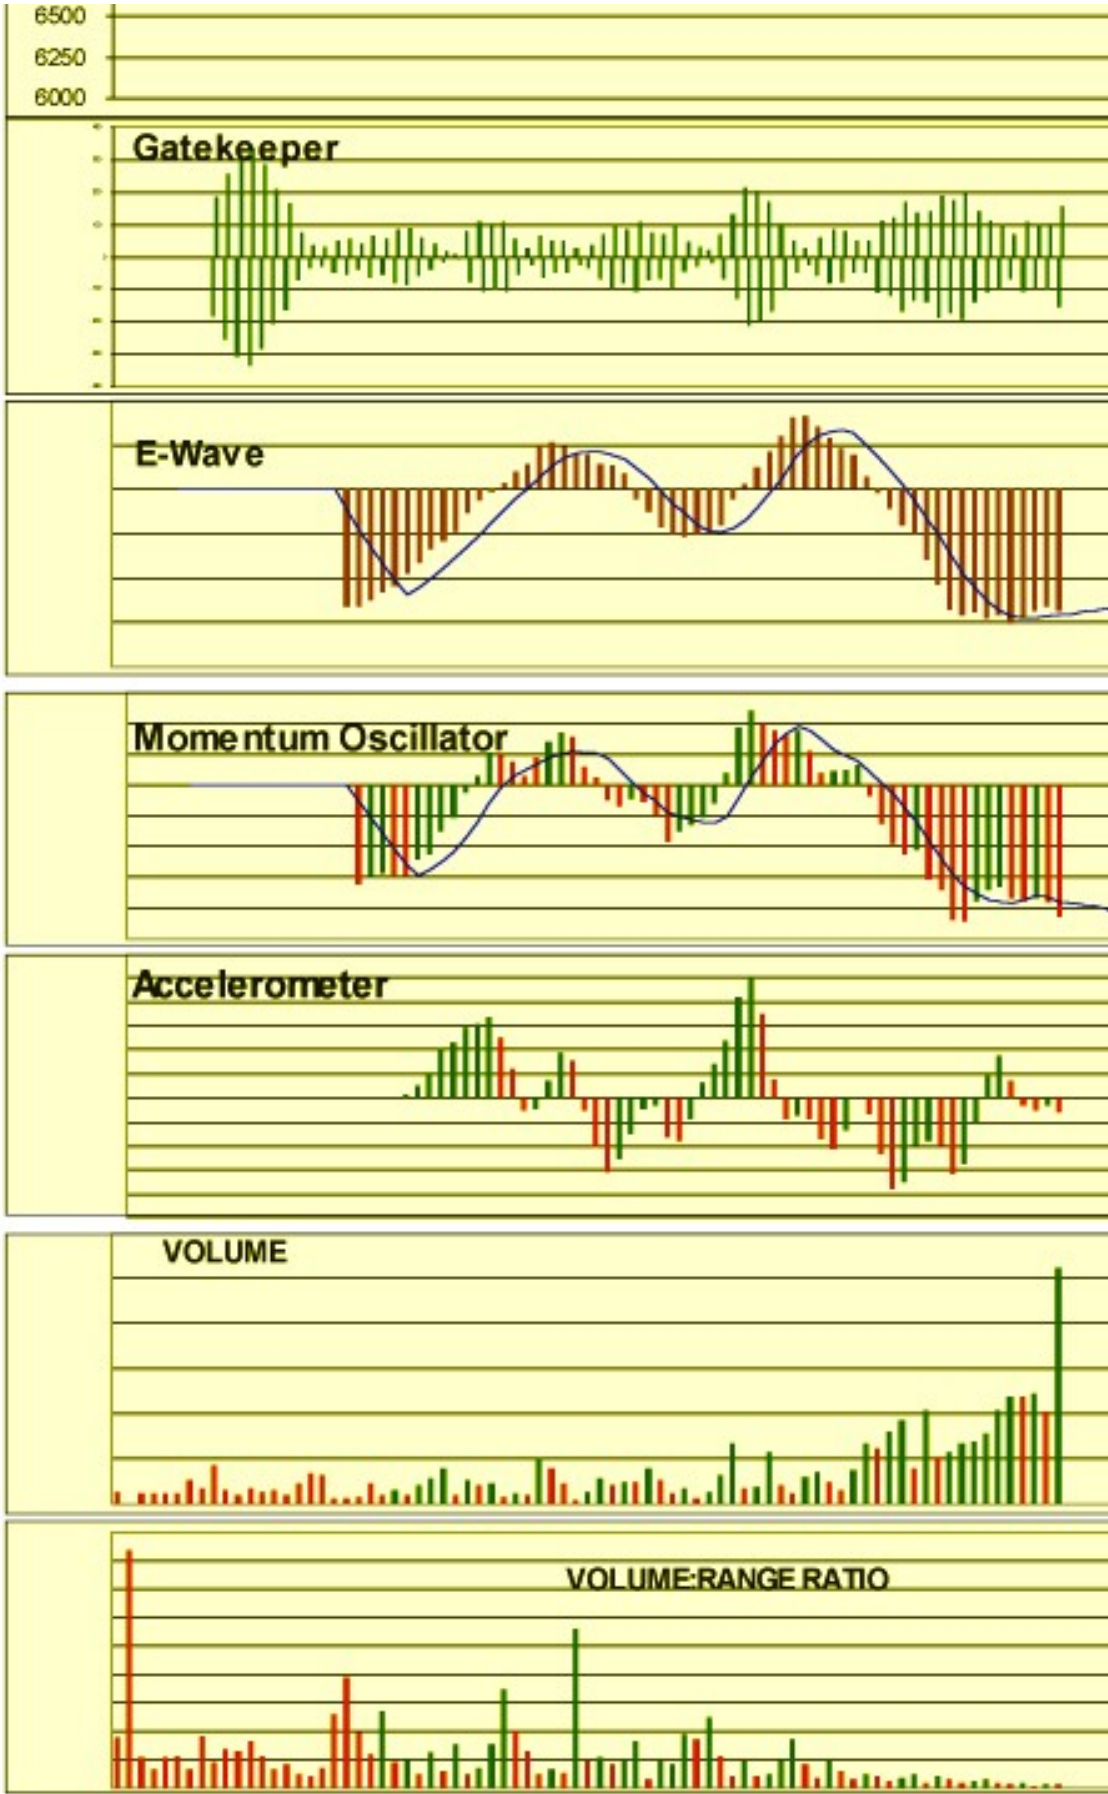 6500
6250
6000
Gatekeeper
E-Wave
Momentum Oscillator
Accelerometer
VOLUME
VOLUME:RANGE RATIO